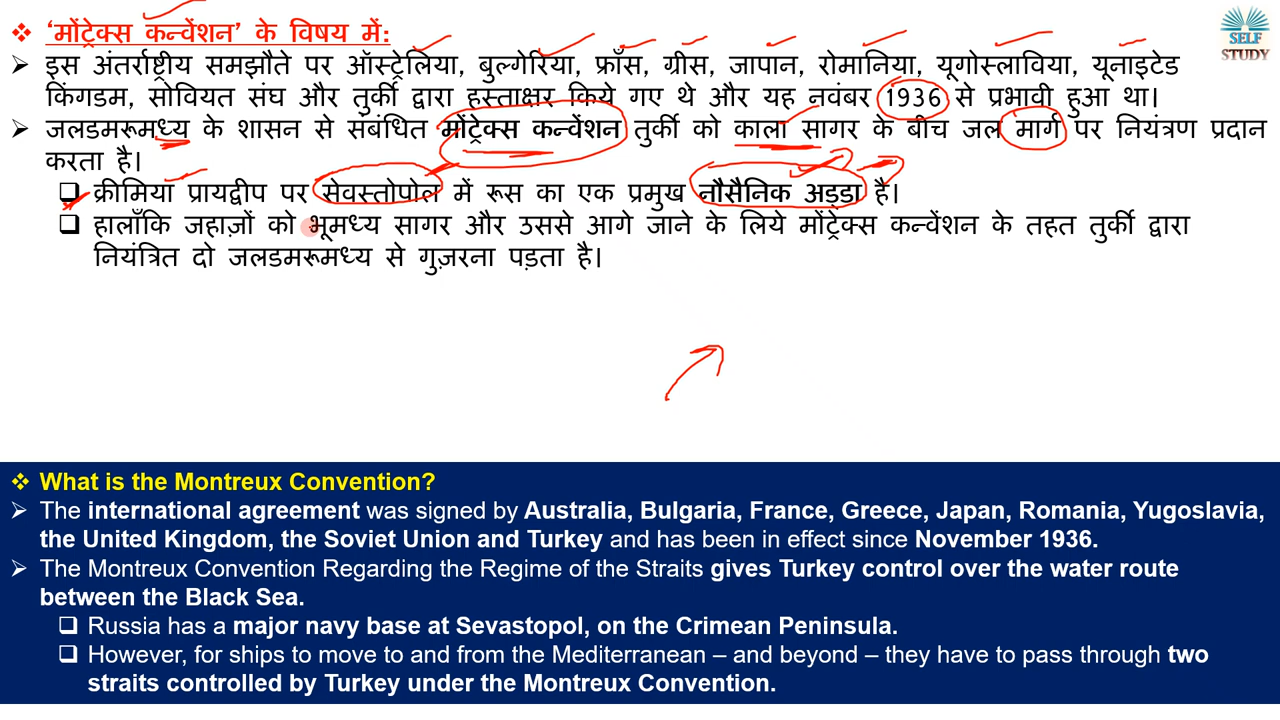 ❖ ‘मोंट्रेक्स कन्वेंशन’ के विषय में:
SELF
STUDY
➢ इस अंतर्राष्ट्रीय समझौते पर ऑस्ट्रेलिया, बुल्गेरिया, फ्राँस, ग्रीस, जापान, रोमानिया, यूगोस्लाविया, यूनाइटेड
किंगडम, सोवियत संघ और तुर्की द्वारा हस्ताक्षर किये गए थे और यह नवंबर 1936 से प्रभावी हुआ था।
➢ जलडमरूमध्य के शासन से संबंधित मोंट्रेक्स कन्वेंशन तुर्की को काला सागर के बीच जल मार्ग पर नियंत्रण प्रदान
करता है।
❑ क्रीमिया प्रायद्वीप पर सेवस्तोपोल में रूस का एक प्रमुख नौसैनिक अड्डा है।
❑ हालाँकि जहाज़ों को भूमध्य सागर और उससे आगे जाने के लिये मोंट्रेक्स कन्वेंशन के तहत तुर्की द्वारा
नियंत्रित दो जलडमरूमध्य से गुज़रना पड़ता है।
❖ What is the Montreux Convention?
➢ The international agreement was signed by Australia, Bulgaria, France, Greece, Japan, Romania, Yugoslavia,
the United Kingdom, the Soviet Union and Turkey and has been in effect since November 1936.
➢ The Montreux Convention Regarding the Regime of the Straits gives Turkey control over the water route
between the Black Sea.
❑ Russia has a major navy base at Sevastopol, on the Crimean Peninsula.
❑ However, for ships to move to and from the Mediterranean – and beyond – they have to pass through two
straits controlled by Turkey under the Montreux Convention.